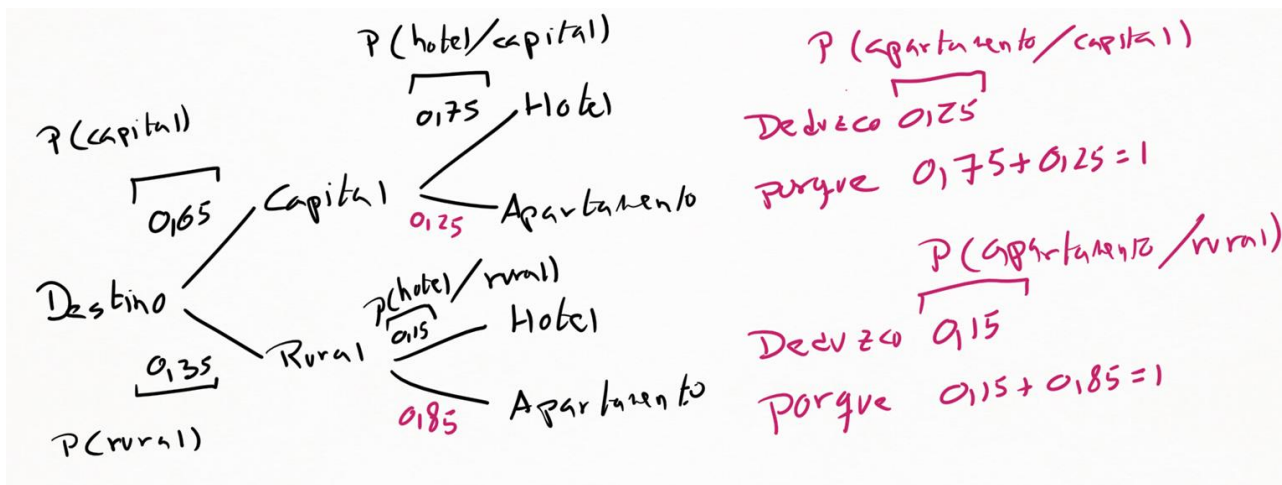 P(hotel/capital)
0,75
Hotel
P(capital)
0,65
Capital
0,25
Apartamento
Destino
P(hotel/rural)
0,15
Hotel
0,35
Rural
P(rural)
0,85
Apartamento
P(apartamento/capital)
Deduzco 0,25
porque 0,75+0,25=1
P(apartamento/rural)
Deduzco 0,15
porque 0,15+0,85=1